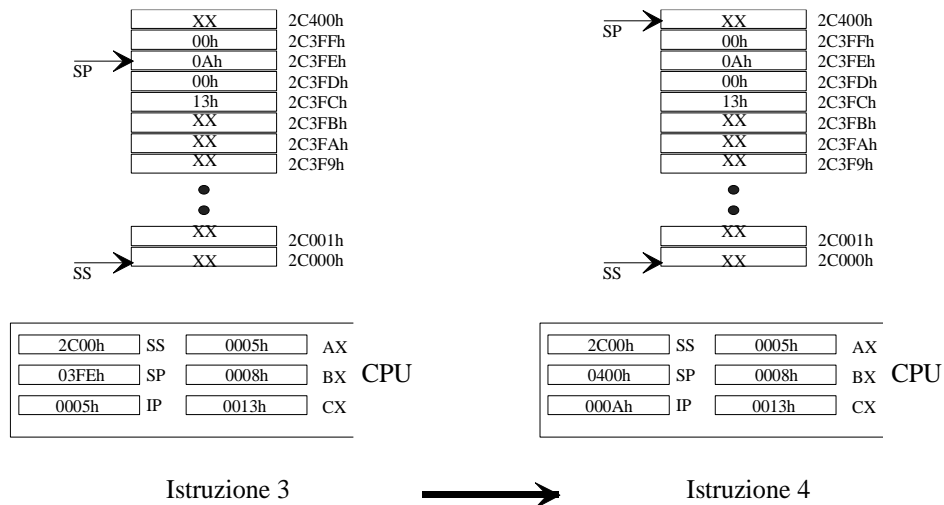 XX 2C400h
00h 2C3FFh
SP 0Ah 2C3FEh
00h 2C3FDh
13h 2C3FCh
XX 2C3FBh
XX 2C3FAh
XX 2C3F9h
XX 2C001h
SS XX 2C000h
2C00h SS 0005h AX
03FEh SP 0008h BX CPU
0005h IP 0013h CX
Istruzione 3
SP XX 2C400h
00h 2C3FFh
0Ah 2C3FEh
00h 2C3FDh
13h 2C3FCh
XX 2C3FBh
XX 2C3FAh
XX 2C3F9h
XX 2C001h
SS XX 2C000h
2C00h SS 0005h AX
0400h SP 0008h BX CPU
000Ah IP 0013h CX
Istruzione 4